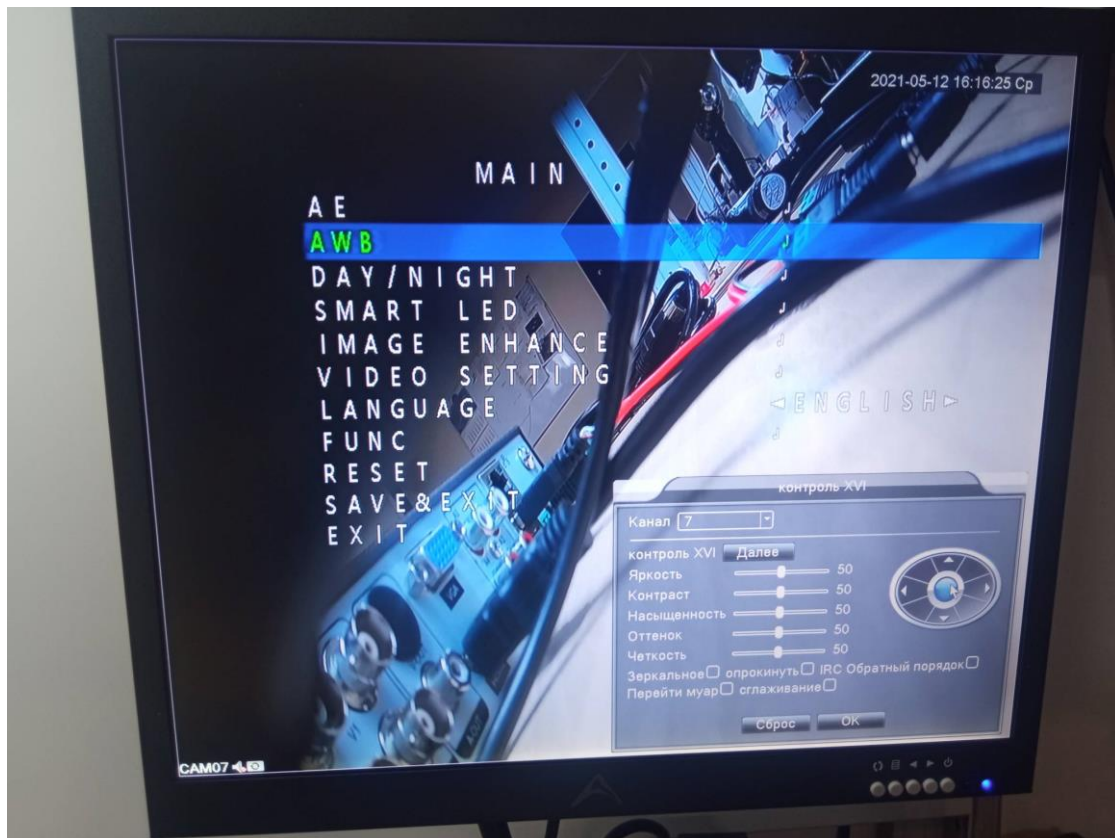 2021-05-12 16:16:25 Ср
MAIN
AE
AWB
DAY/NIGHT
SMART LED
IMAGE ENHANCE
VIDEO SETTING
LANGUAGE ENGLISH
FUNC
RESET
SAVE&EXIT
EXIT
контроль XVI
Канал 7
контроль XVI Далее
Яркость 50
Контраст 50
Насыщенность 50
Оттенок 50
Четкость 50
Зеркальное опрокинуть IRC Обратный порядок
Перейти муар сглаживание
Сброс OK
VGA
CAM07